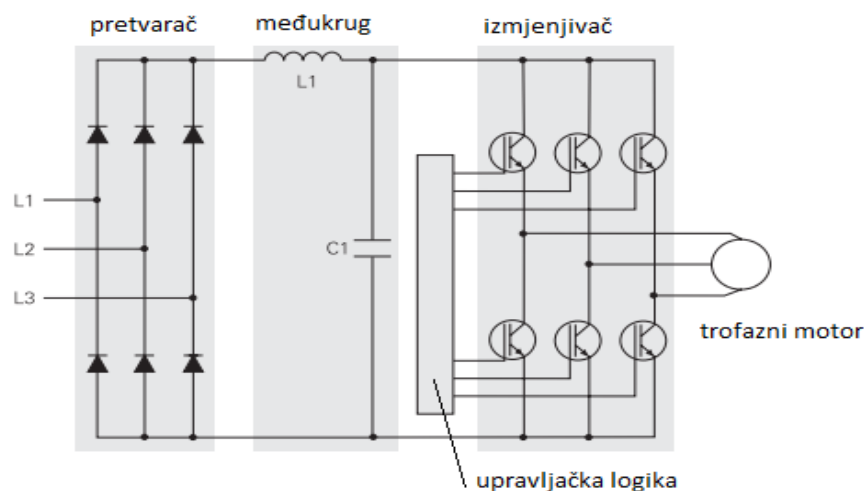 pretvarač
međukrug
izmjenjivač
L1
L1
L2
C1
L3
trofazni motor
upravljačka logika